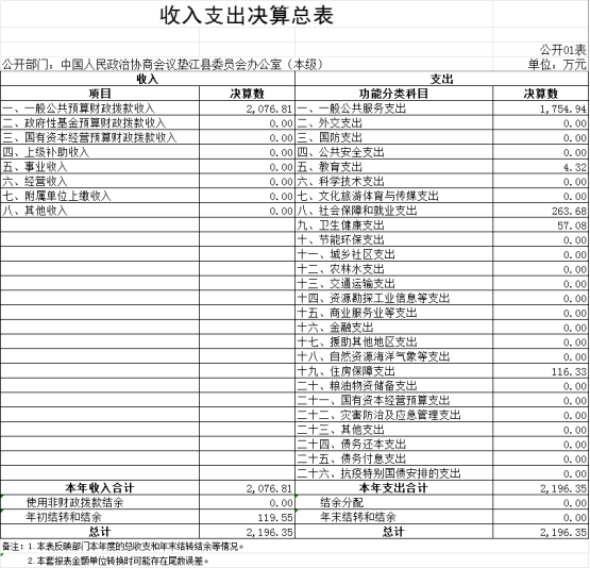 收入支出决算总表
公开01表
公开部门：中国人民政治协商会议垫江县委员会办公室（本级） 单位：万元
收入 支出
项目 决算数 功能分类科目 决算数
一、一般公共预算财政拨款收入 2,076.81 一、一般公共服务支出 1,754.94
二、政府性基金预算财政拨款收入 0.00 二、外交支出 0.00
三、国有资本经营预算财政拨款收入 0.00 三、国防支出 0.00
四、上级补助收入 0.00 四、公共安全支出 0.00
五、事业收入 0.00 五、教育支出 4.32
六、经营收入 0.00 六、科学技术支出 0.00
七、附属单位上缴收入 0.00 七、文化旅游体育与传媒支出 0.00
八、其他收入 0.00 八、社会保障和就业支出 263.68
九、卫生健康支出 57.08
十、节能环保支出 0.00
十一、城乡社区支出 0.00
十二、农林水支出 0.00
十三、交通运输支出 0.00
十四、资源勘探工业信息等支出 0.00
十五、商业服务业等支出 0.00
十六、金融支出 0.00
十七、援助其他地区支出 0.00
十八、自然资源海洋气象等支出 0.00
十九、住房保障支出 116.33
二十、粮油物资储备支出 0.00
二十一、国有资本经营预算支出 0.00
二十二、灾害防治及应急管理支出 0.00
二十三、其他支出 0.00
二十四、债务还本支出 0.00
二十五、债务付息支出 0.00
二十六、抗疫特别国债安排的支出 0.00
本年收入合计 2,076.81 本年支出合计 2,196.35
使用非财政拨款结余 0.00 结余分配 0.00
年初结转和结余 119.55 年末结转和结余 0.00
总计 2,196.35 总计 2,196.35
备注：1.本表反映部门本年度的总收支和年末结转结余等情况。
2.本套报表金额单位转换时可能存在尾数误差。